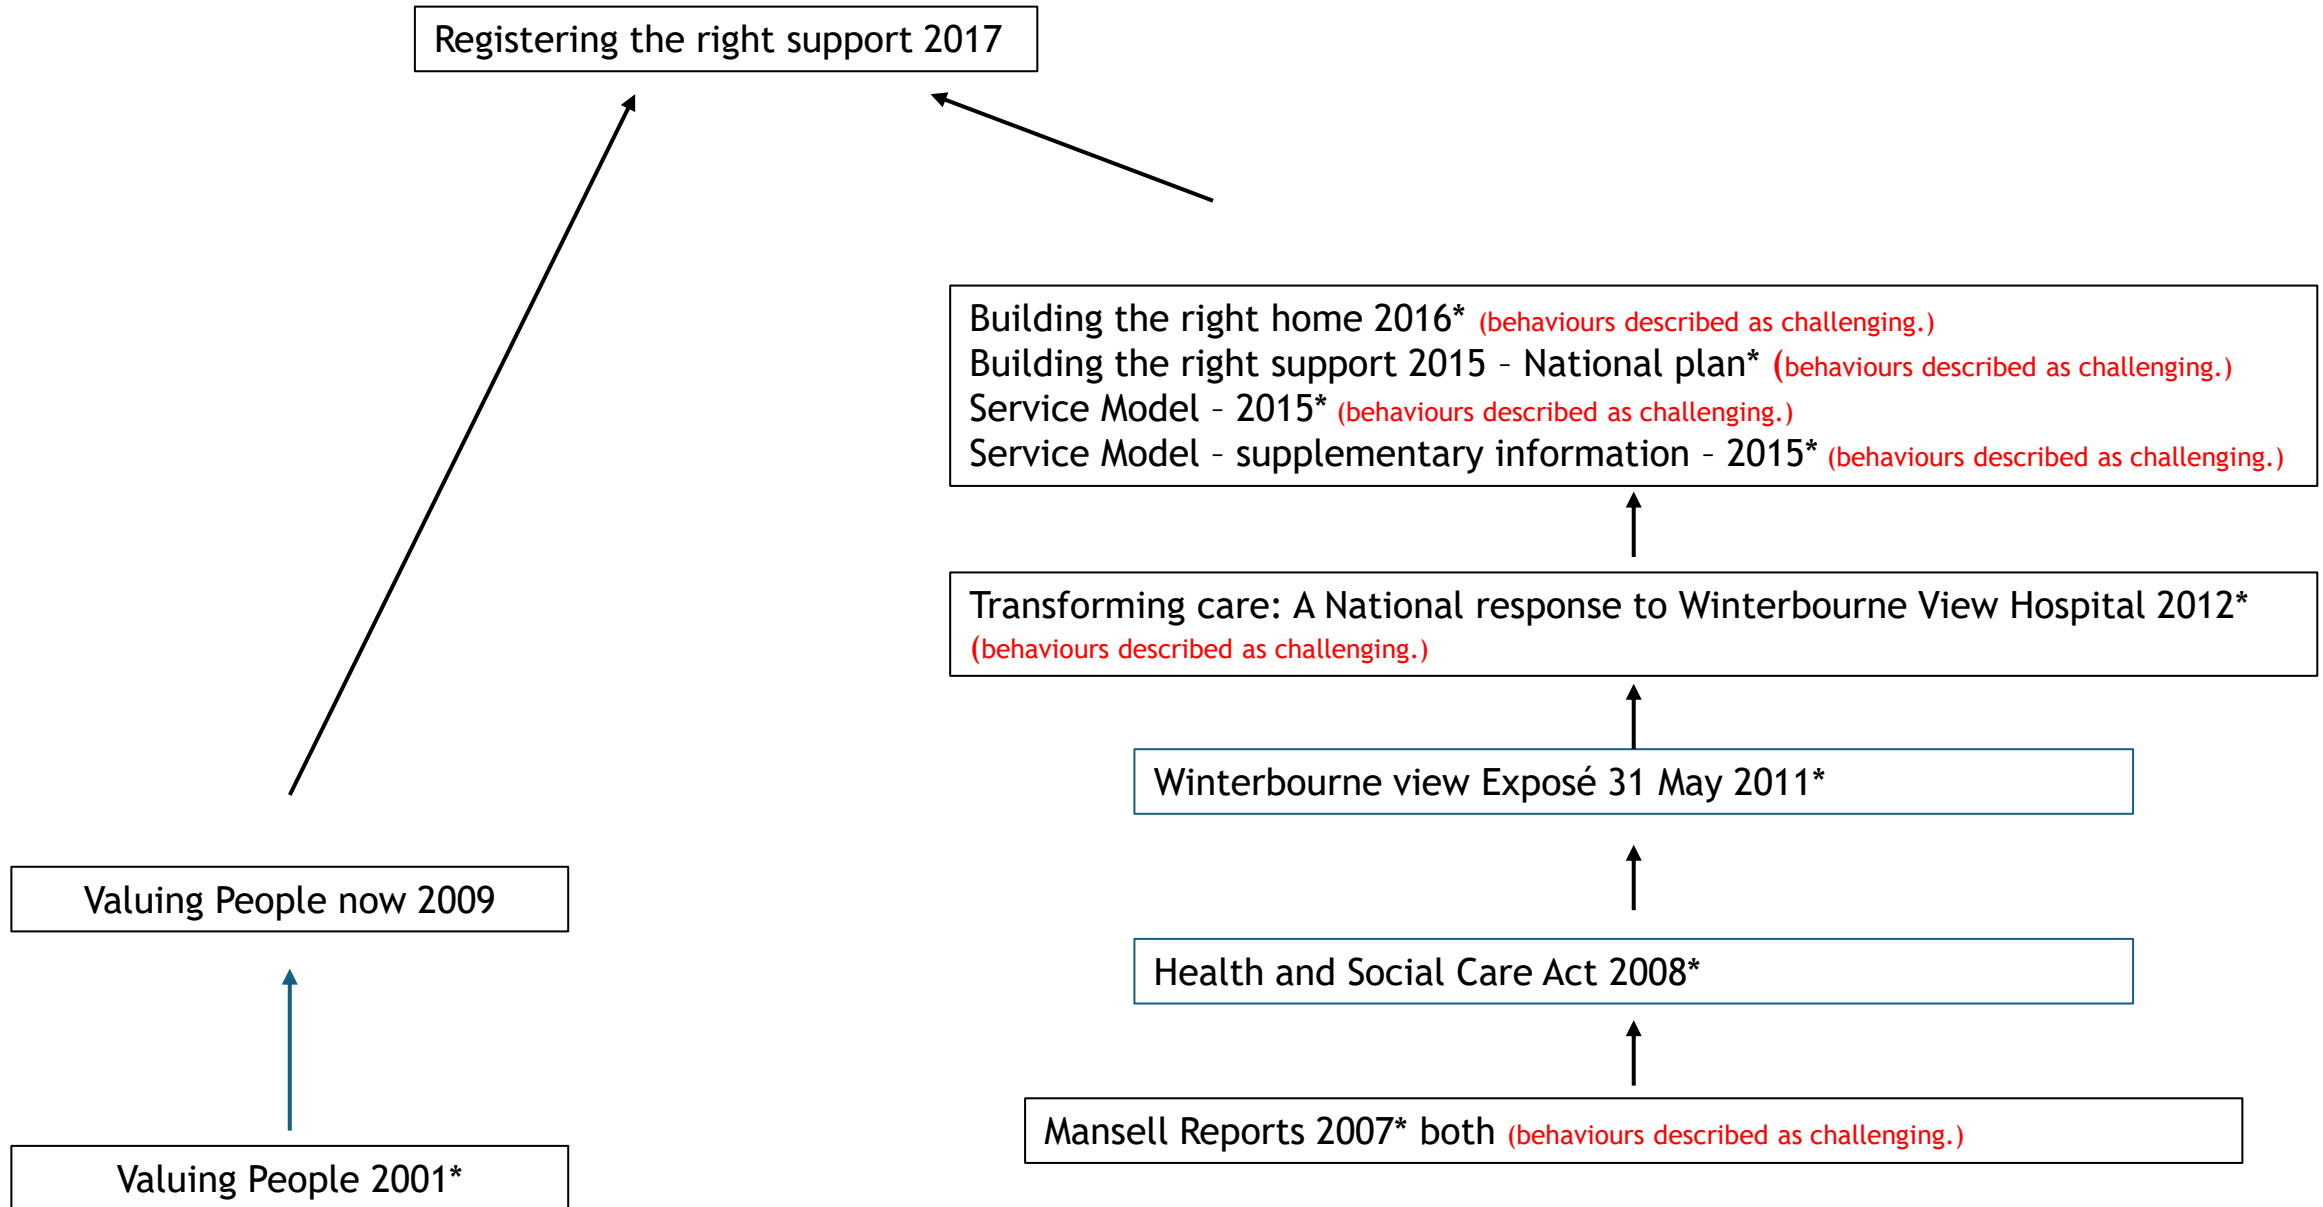 Registering the right support 2017
Building the right home 2016* (behaviours described as challenging.)
Building the right support 2015 – National plan* (behaviours described as challenging.)
Service Model – 2015* (behaviours described as challenging.)
Service Model – supplementary information – 2015* (behaviours described as challenging.)
Transforming care: A National response to Winterbourne View Hospital 2012*
(behaviours described as challenging.)
Winterbourne view Exposé 31 May 2011*
Valuing People now 2009
Health and Social Care Act 2008*
Mansell Reports 2007* both (behaviours described as challenging.)
Valuing People 2001*